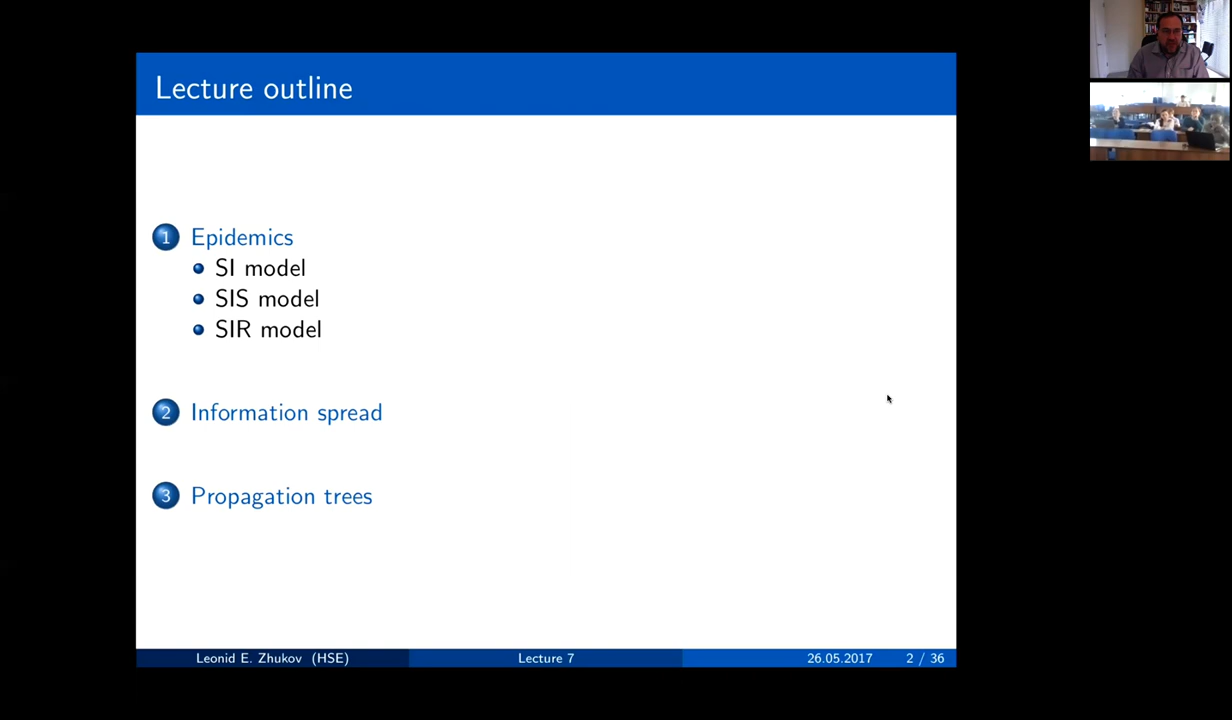 Lecture outline
1 Epidemics
SI model
SIS model
SIR model
2 Information spread
3 Propagation trees
Leonid E. Zhukov (HSE) Lecture 7 26.05.2017 2 / 36